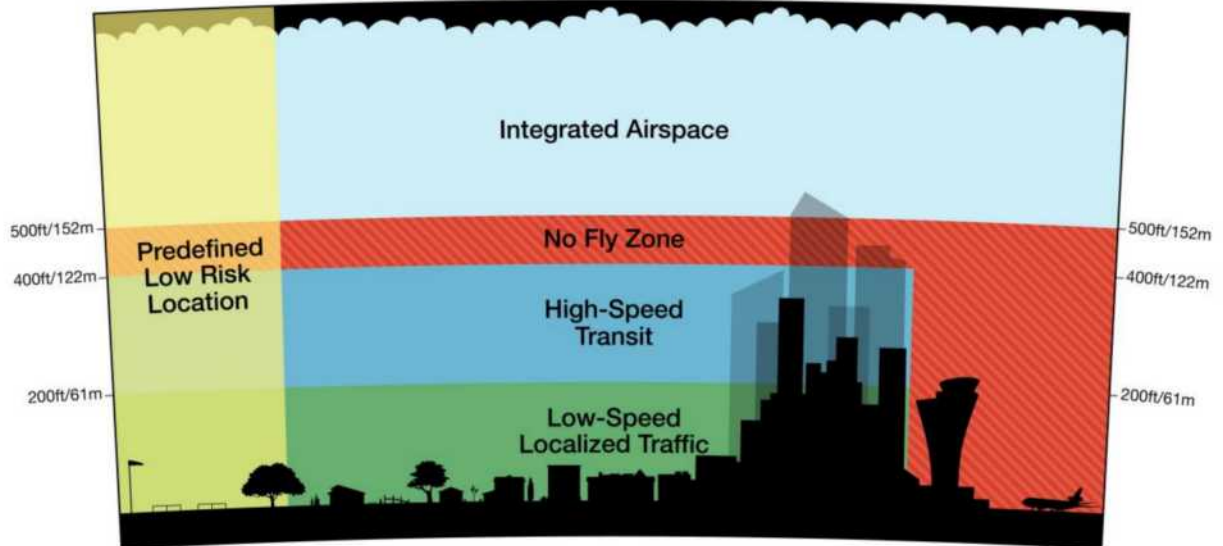 Integrated Airspace
500ft/152m
No Fly Zone
500ft/152m
Predefined
Low Risk
Location
400ft/122m
400ft/122m
High-Speed
Transit
200ft/61m
200ft/61m
Low-Speed
Localized Traffic